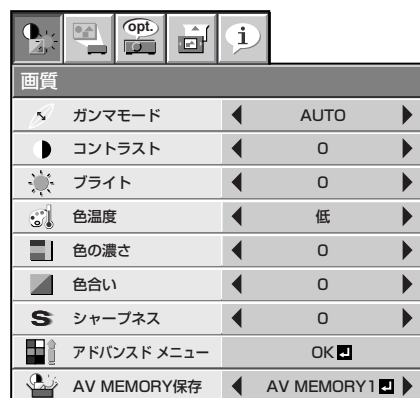 opt.
i
画質
ガンマモード AUTO
コントラスト 0
ブライト 0
色温度 低
色の濃さ 0
色合い 0
シャープネス 0
アドバンスド メニュー OK
AV MEMORY保存 AV MEMORY1